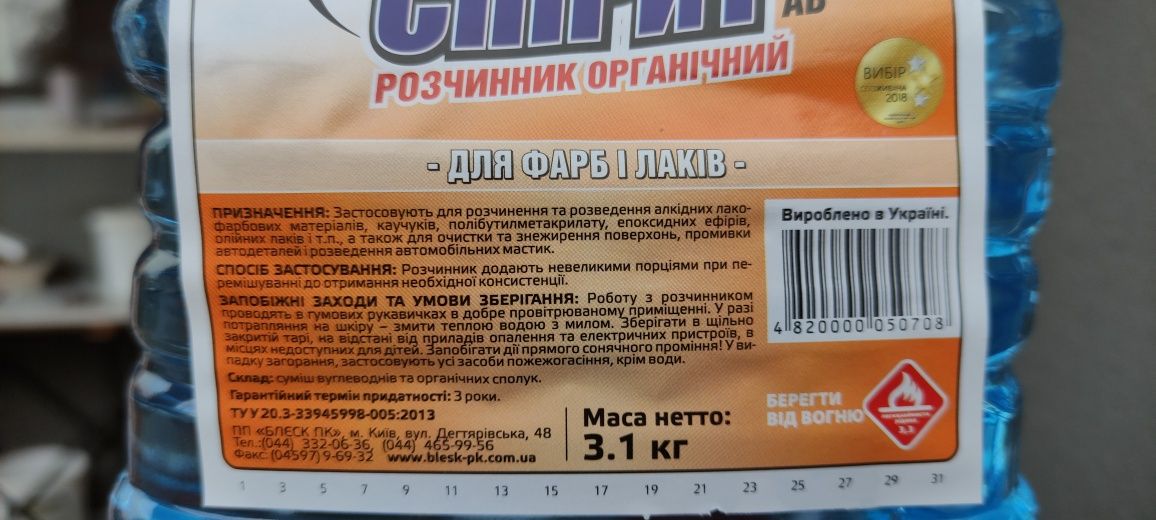 СПІРИТ
АВ
РОЗЧИННИК ОРГАНІЧНИЙ
ВИБІР
СПОЖИВАЧА
2018
- ДЛЯ ФАРБ І ЛАКІВ -
ПРИЗНАЧЕННЯ: Застосовують для розчинення та розведення алкідних лако-
фарбових матеріалів, каучуків, полібутилметакрилату, епоксидних ефірів,
олійних лаків і т.п., а також для очистки та знежирення поверхонь, промивки
автодеталей і розведення автомобільних мастик.
СПОСІБ ЗАСТОСУВАННЯ: Розчинник додають невеликими порціями при пе-
ремішуванні до отримання необхідної консистенції.
ЗАПОБІЖНІ ЗАХОДИ ТА УМОВИ ЗБЕРІГАННЯ: Роботу з розчинником
проводять в гумових рукавичках в добре провітрюваному приміщенні. У разі
потрапляння на шкіру – змити теплою водою з милом. Зберігати в щільно
закритій тарі, на відстані від приладів опалення та електричних пристроїв, в
місцях недоступних для дітей. Запобігати дії прямого сонячного проміння! У ви-
падку загорання, застосовують усі засоби пожежогасіння, крім води.
Склад: суміш вуглеводнів та органічних сполук.
Гарантійний термін придатності: 3 роки.
ТУ У 20.3-33945998-005:2013
ПП «БЛЕСК ПК», м. Київ, вул. Дегтярівська, 48
Тел.:(044) 332-06-36, (044) 465-99-56
Факс: (04597) 9-69-32 www.blesk-pk.com.ua
Маса нетто:
3.1 кг
Вироблено в Україні.
4 820000 050708
БЕРЕГТИ
ВІД ВОГНЮ
3.3
1 3 5 7 9 11 13 15 17 19 21 23 25 27 29 31